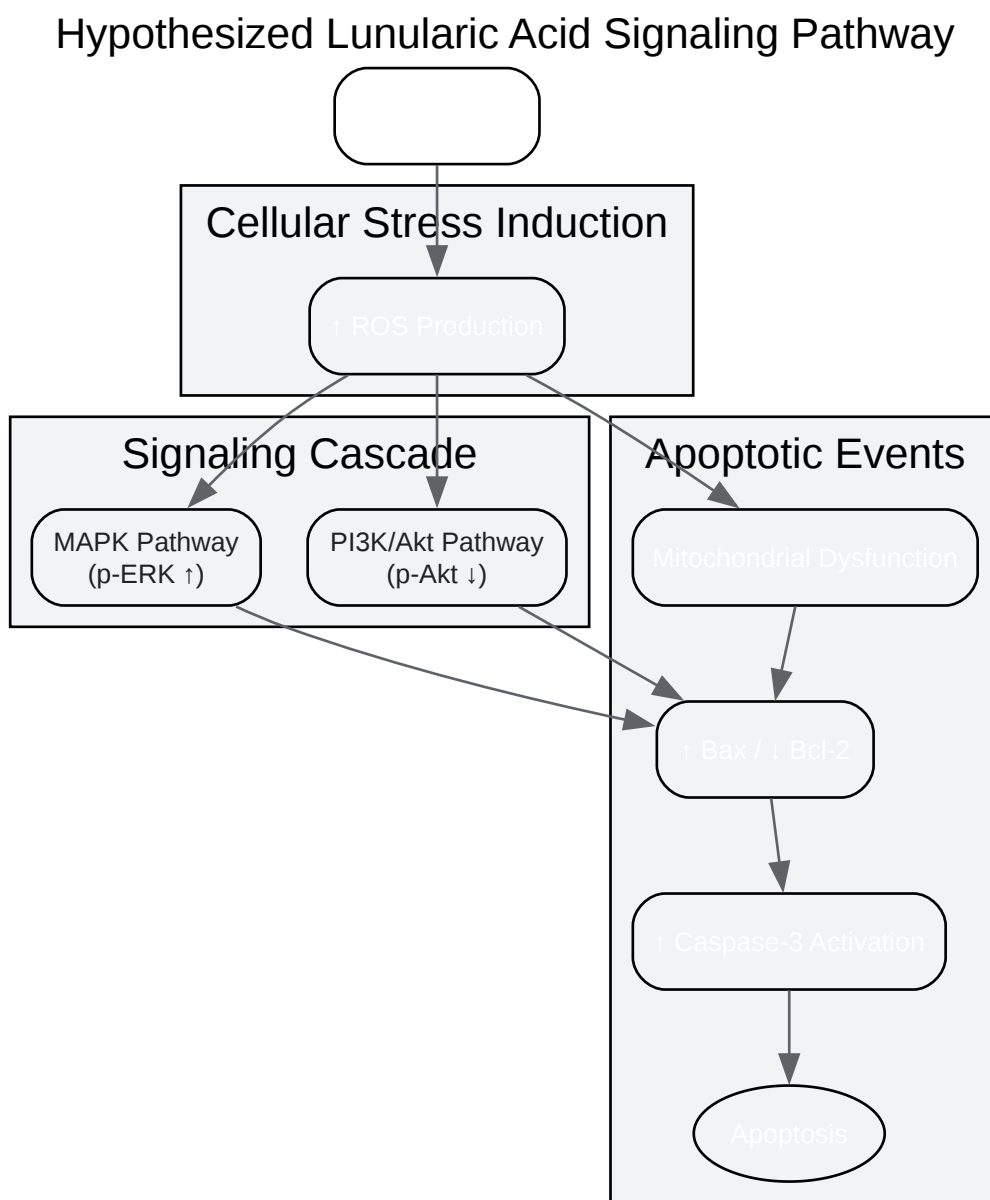 Hypothesized Lunularic Acid Signaling Pathway
Cellular Stress Induction
↑ ROS Production
Signaling Cascade
MAPK Pathway
(p-ERK ↑)
PI3K/Akt Pathway
(p-Akt ↓)
Apoptotic Events
Mitochondrial Dysfunction
↑ Bax / ↓ Bcl-2
↑ Caspase-3 Activation
Apoptosis